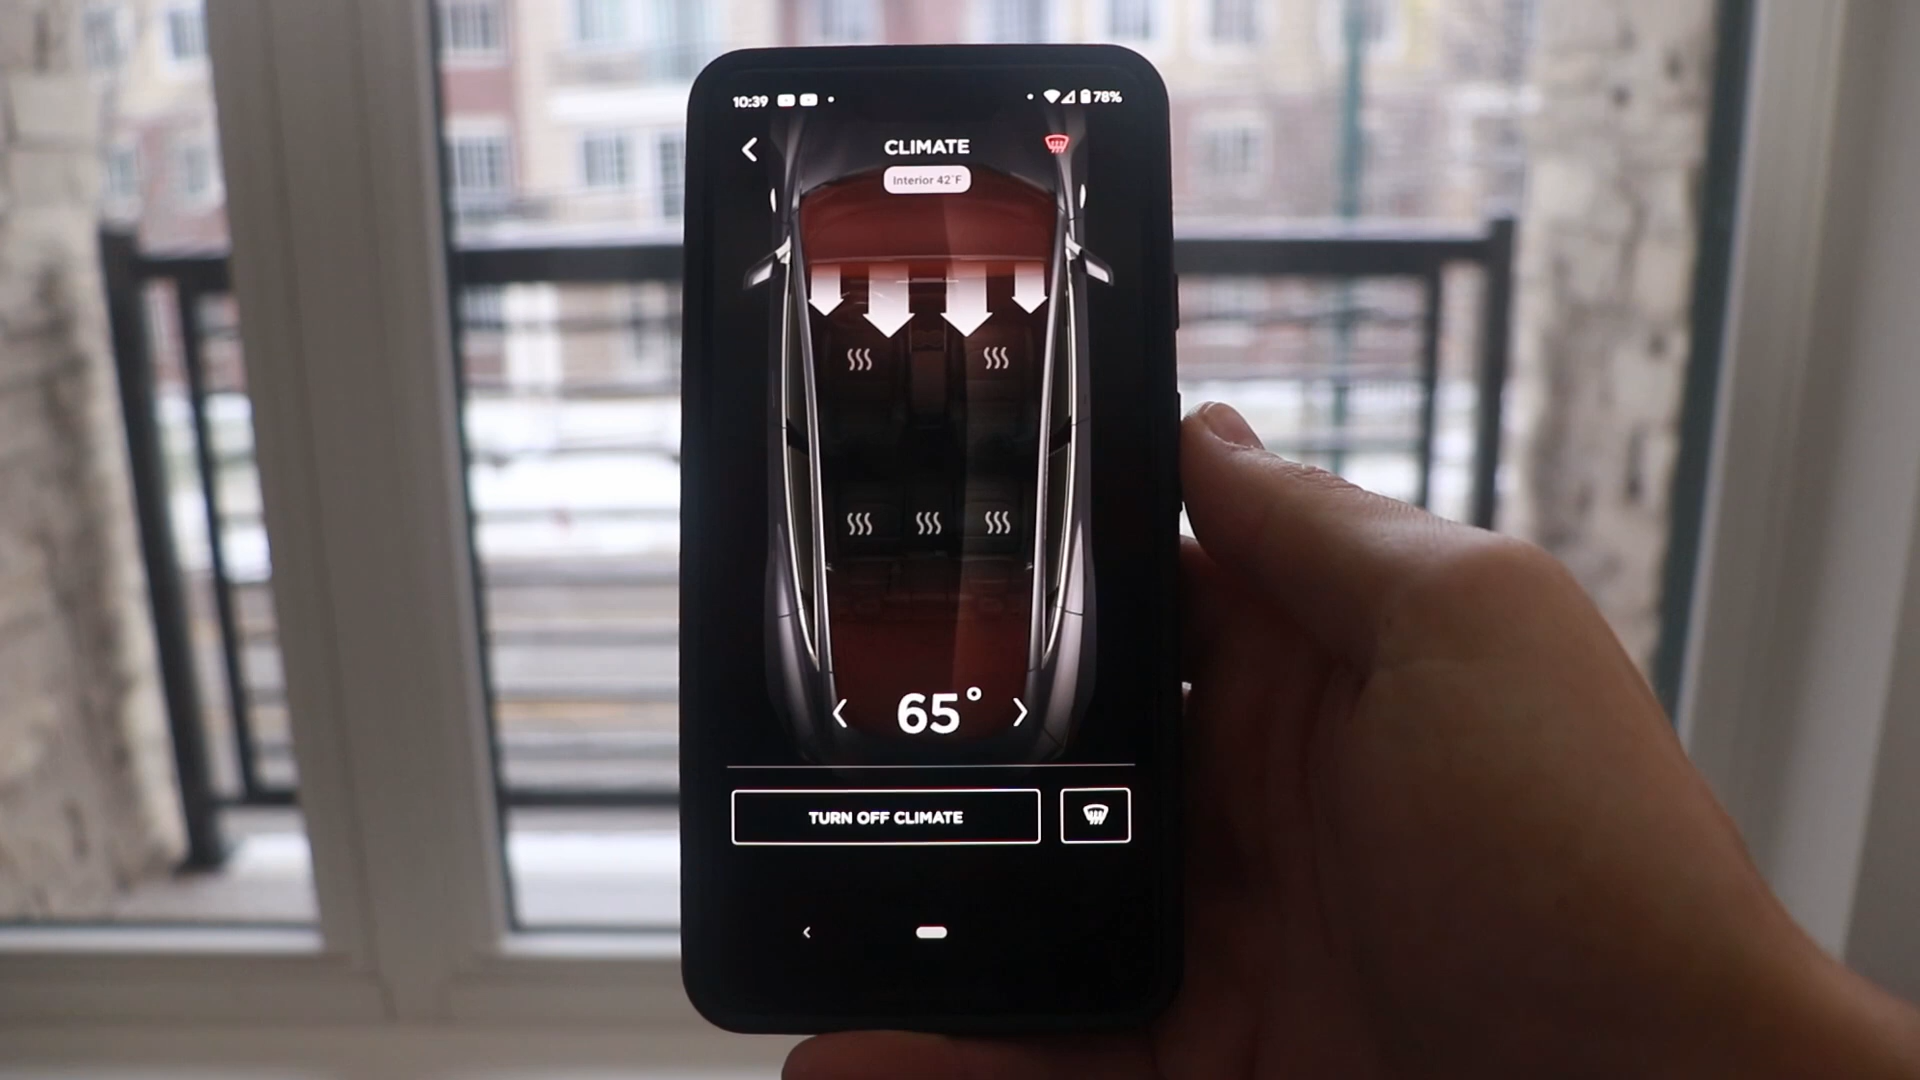 10:39 78%
CLIMATE
Interior 42°F
65°
TURN OFF CLIMATE